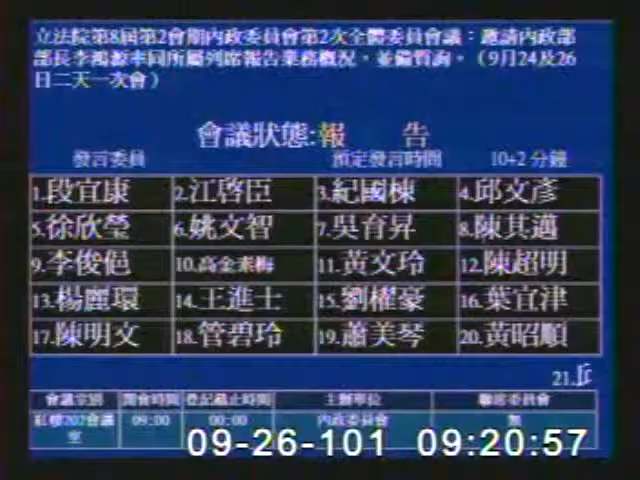 立法院第8屆第2會期內政委員會第2次全體委員會議：邀請內政部
部長李鴻源率同所屬列席報告業務概況，並備質詢。（9月24及26
日二天一次會）
會議狀態:報　　告
發言委員　預定發言時間　10+2 分鐘
1.段宜康 2.江啓臣 3.紀國棟 4.邱文彥
5.徐欣瑩 6.姚文智 7.吳育昇 8.陳其邁
9.李俊俋 10.高金素梅 11.黃文玲 12.陳超明
13.楊麗環 14.王進士 15.劉櫂豪 16.葉宜津
17.陳明文 18.管碧玲 19.蕭美琴 20.黃昭順
21.丘
會議室別 開會時間 登記截止時間 主辦單位 聯席委員會
紅樓202會議 09:00 00:00 內政委員會 無
室
09-26-101 09:20:57